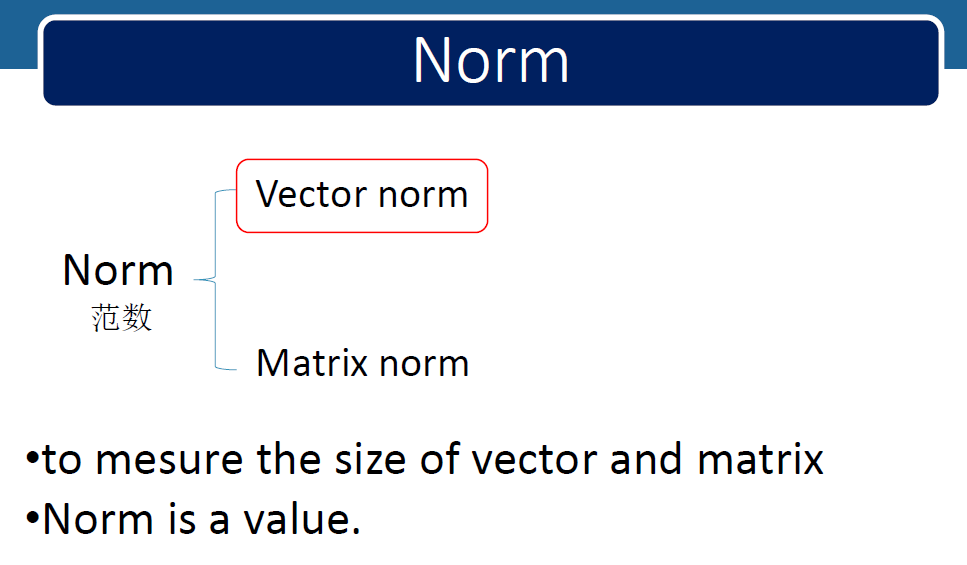 Norm
Vector norm
Norm
范数
Matrix norm
•to mesure the size of vector and matrix
•Norm is a value.